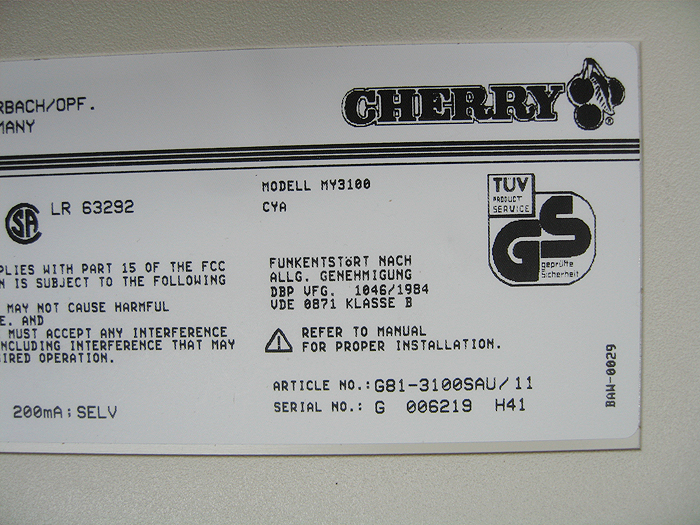 RBACH/OPF.
MANY
CHERRY
®
SA
LR 63292
MODELL MY3100
CYA
TÜV
PRODUCT
SERVICE
GS
geprüfte
Sicherheit
PLIES WITH PART 15 OF THE FCC
N IS SUBJECT TO THE FOLLOWING
MAY NOT CAUSE HARMFUL
E. AND
MUST ACCEPT ANY INTERFERENCE
NCLUDING INTERFERENCE THAT MAY
IRED OPERATION.
200mA; SELV
FUNKENTSTöRT NACH
ALLG. GENEHMIGUNG
DBP VFG. 1046/1984
VDE 0871 KLASSE B
REFER TO MANUAL
FOR PROPER INSTALLATION.
ARTICLE NO.: G81-3100SAU/11
SERIAL NO.: G 006219 H41
BAW-0029